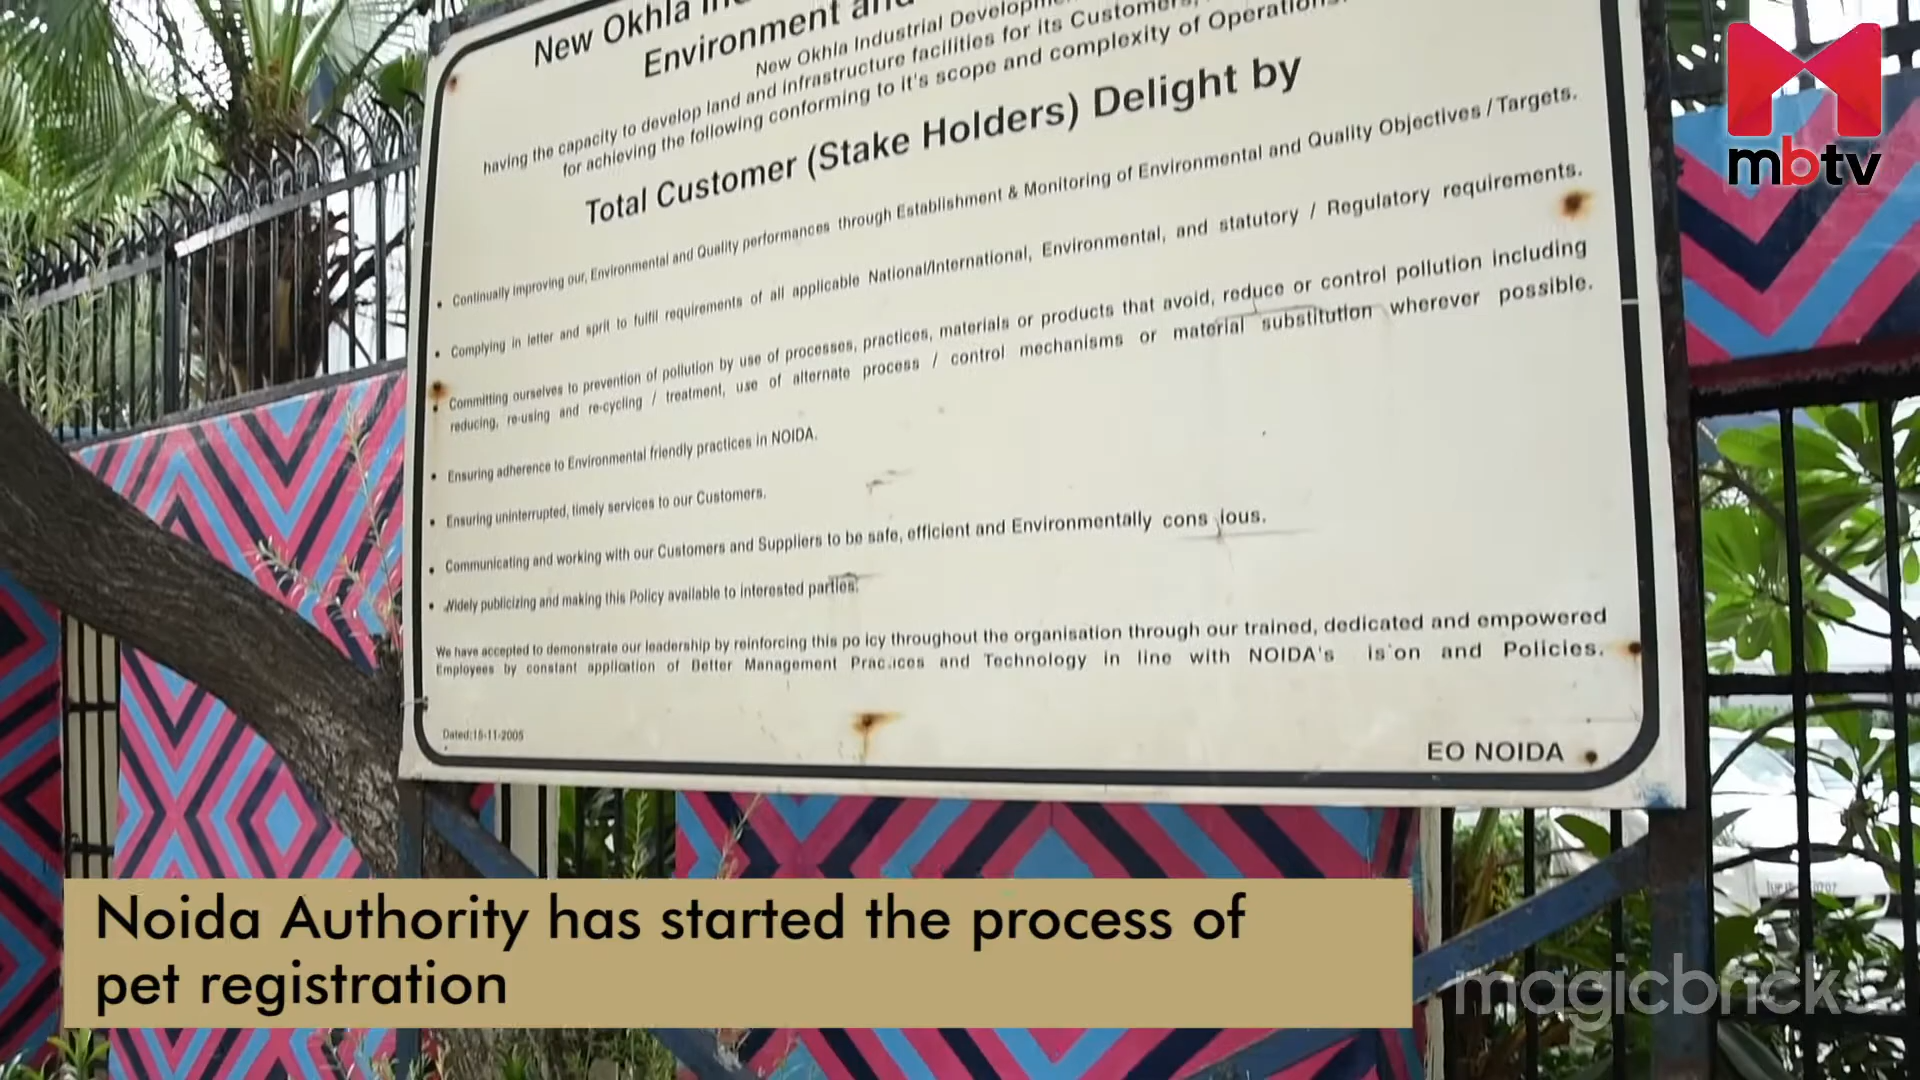 New Okhla
Environment and
New Okhla Industrial
having the capacity to develop land and infrastructure facilities for its Customers,
for achieving the following conforming to it's scope and complexity of Operations.
Total Customer (Stake Holders) Delight by
• Continually improving our, Environmental and Quality performances through Establishment & Monitoring of Environmental and Quality Objectives / Targets.
• Complying in letter and sprit to fulfil requirements of all applicable National/International, Environmental, and statutory / Regulatory requirements.
• Committing ourselves to prevention of pollution by use of processes, practices, materials or products that avoid, reduce or control pollution including
reducing, re-using and re-cycling / treatment, use of alternate process / control mechanisms or material substitution wherever possible.
• Ensuring adherence to Environmental friendly practices in NOIDA.
• Ensuring uninterrupted, timely services to our Customers.
• Communicating and working with our Customers and Suppliers to be safe, efficient and Environmentally cons ious.
• Widely publicizing and making this Policy available to interested parties.
We have accepted to demonstrate our leadership by reinforcing this po icy throughout the organisation through our trained, dedicated and empowered
Employees by constant application of Better Management Prac ices and Technology in line with NOIDA's is on and Policies.
Dated:15-11-2005
EO NOIDA
mbtv
Noida Authority has started the process of
pet registration
magicbricks